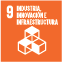 9 INDUSTRIA,
INNOVACIÓN E
INFRAESTRUCTURA